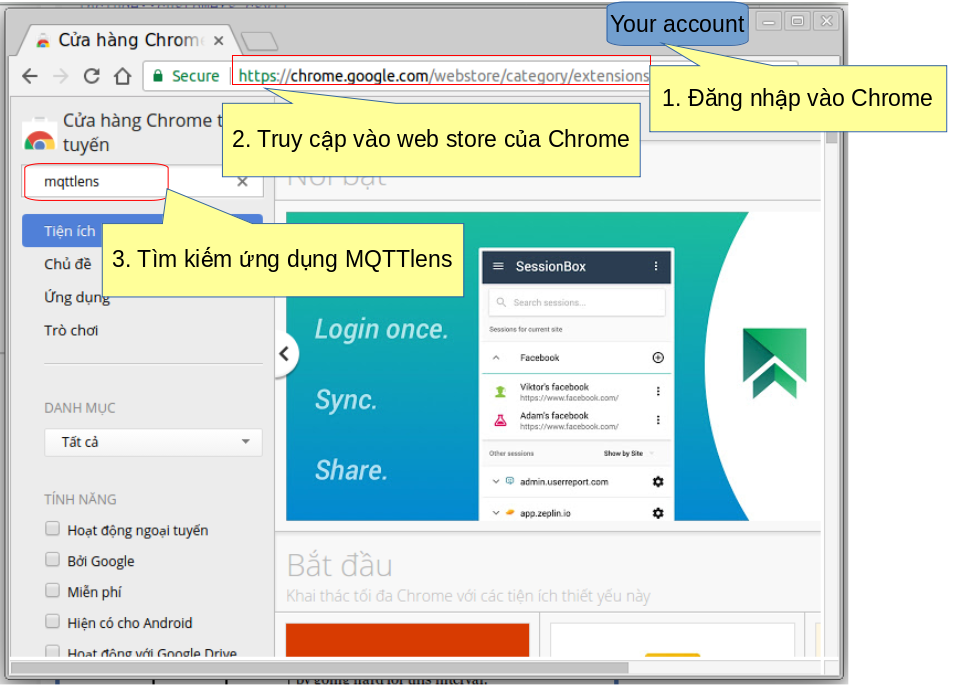 Your account
Cửa hàng Chrom
Secure
https://chrome.google.com/webstore/category/extensions
1. Đăng nhập vào Chrome
Cửa hàng Chrome t
tuyến
2. Truy cập vào web store của Chrome
Nổi bật
mqttlens
Tiện ích
3. Tìm kiếm ứng dụng MQTTlens
Chủ đề
Ứng dụng
Trò chơi
DANH MỤC
Tất cả
TÍNH NĂNG
Hoạt động ngoại tuyến
Bởi Google
Miễn phí
Hiện có cho Android
Hoạt động với Google Drive
Login once.
Sync.
Share.
SessionBox
Search sessions...
Sessions for current site
Facebook
Viktor's facebook
https://www.facebook.com/
Adam's facebook
https://www.facebook.com/
Other sessions
Show by Site
admin.userreport.com
app.zeplin.io
Bắt đầu
Khai thác tối đa Chrome với các tiện ích thiết yếu này